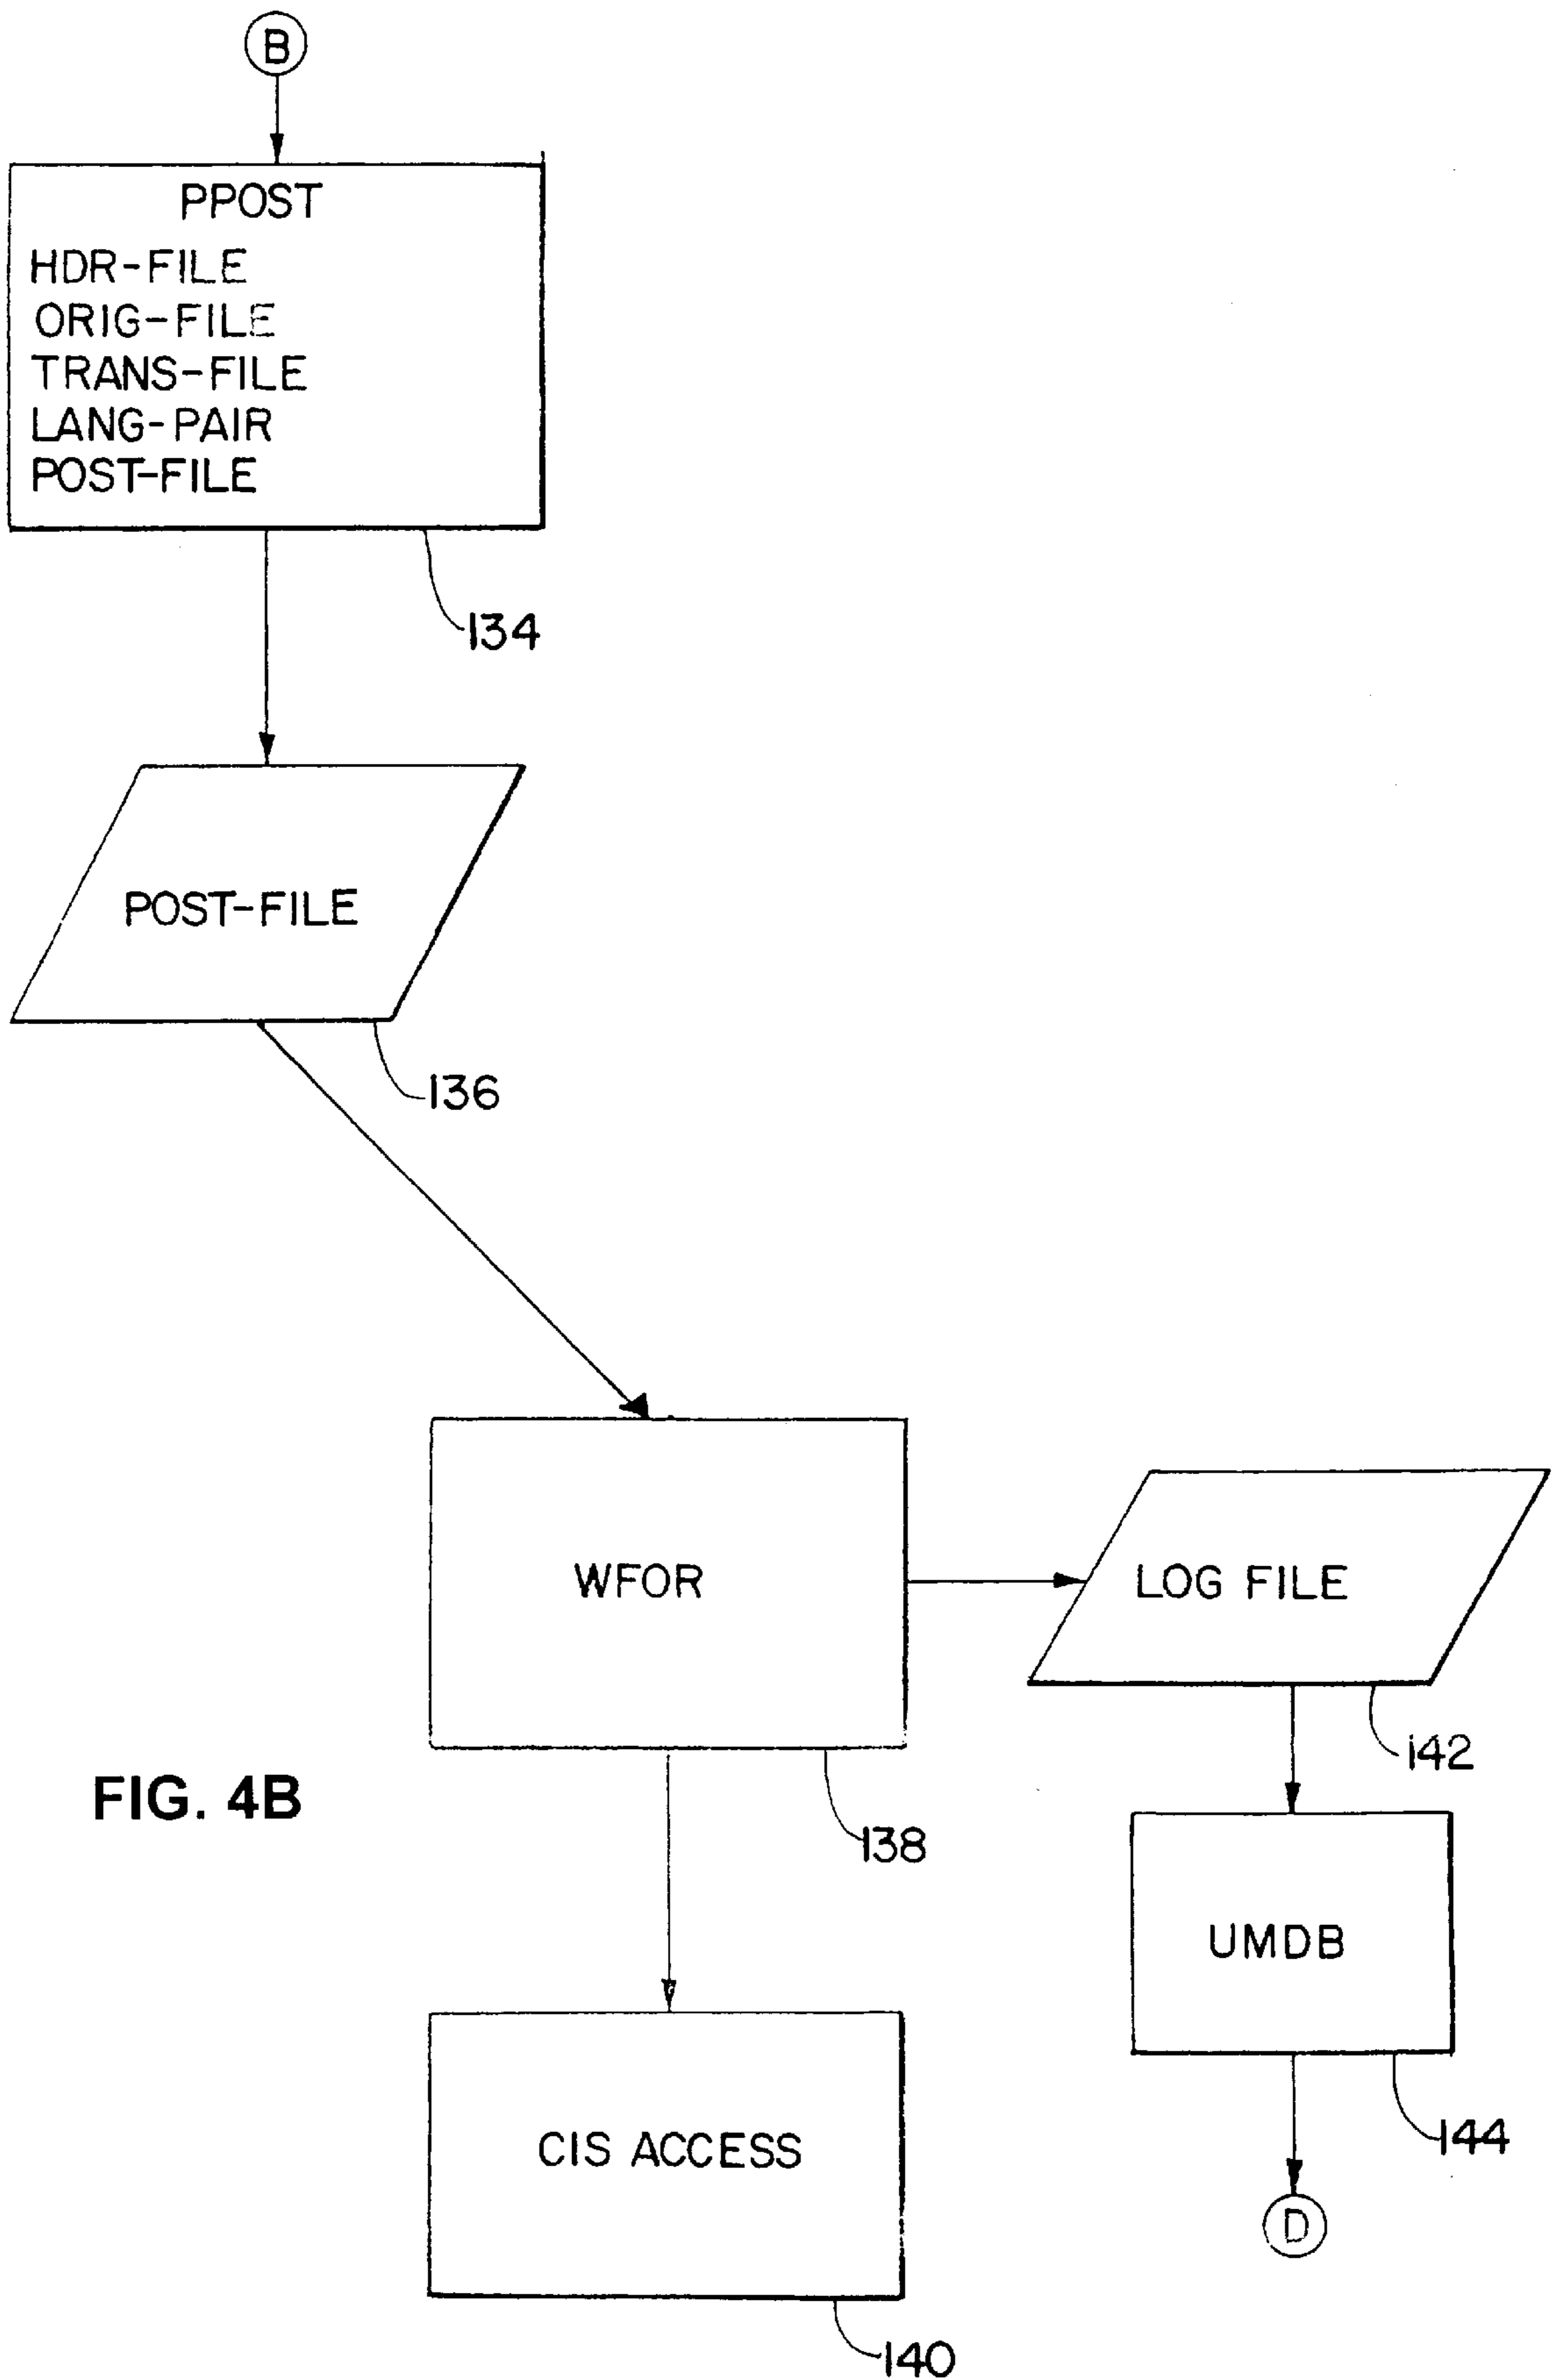 B
PPOST
HDR-FILE
ORIG-FILE
TRANS-FILE
LANG-PAIR
POST-FILE
134
POST-FILE
136
WFOR
LOG FILE
142
138
FIG. 4B
UMDB
144
CIS ACCESS
D
140